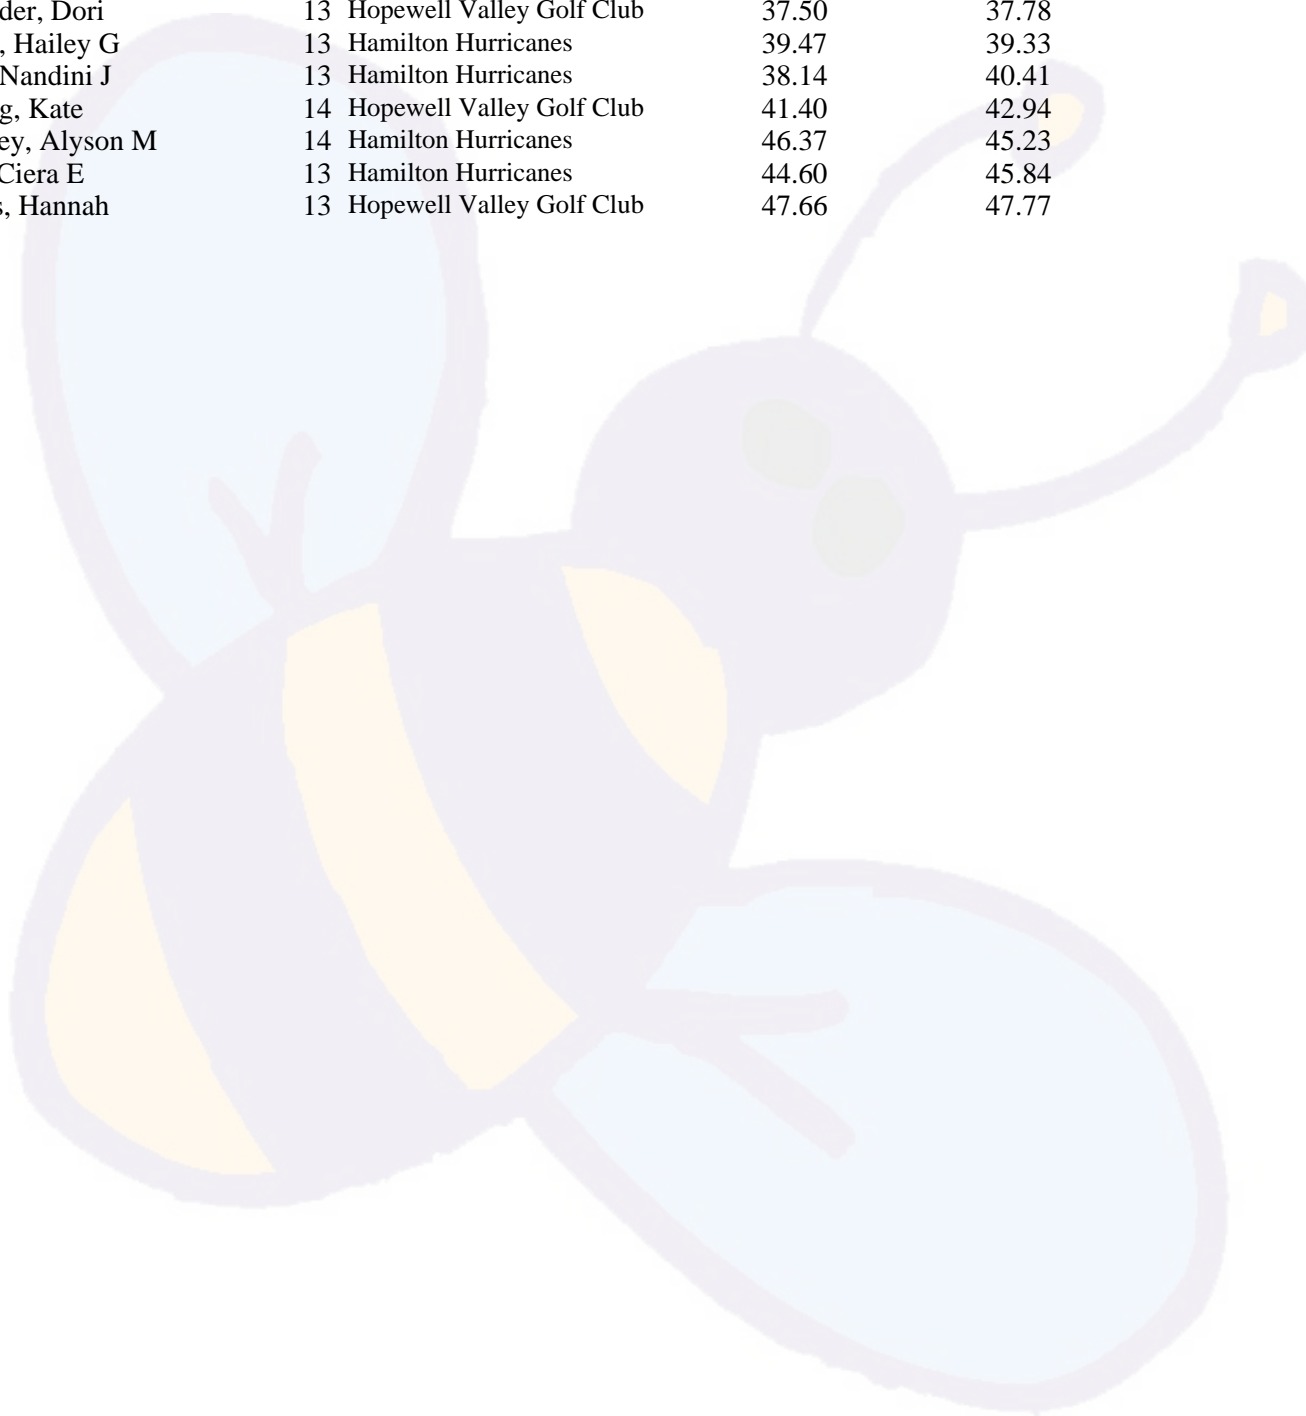 der, Dori 13 Hopewell Valley Golf Club 37.50 37.78
, Hailey G 13 Hamilton Hurricanes 39.47 39.33
Nandini J 13 Hamilton Hurricanes 38.14 40.41
g, Kate 14 Hopewell Valley Golf Club 41.40 42.94
ey, Alyson M 14 Hamilton Hurricanes 46.37 45.23
Ciera E 13 Hamilton Hurricanes 44.60 45.84
s, Hannah 13 Hopewell Valley Golf Club 47.66 47.77